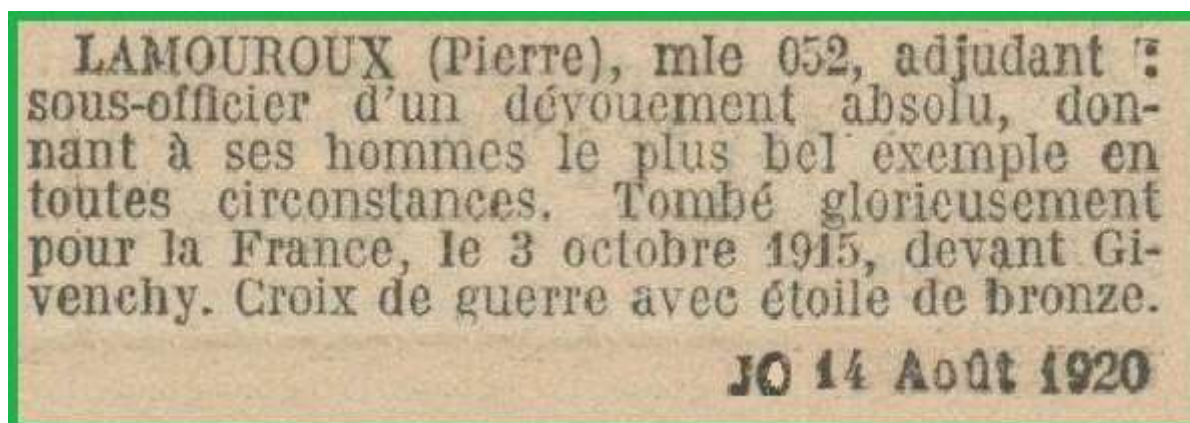 LAMOUROUX (Pierre), mle 052, adjudant :
sous-officier d'un dévouement absolu, don-
nant à ses hommes le plus bel exemple en
toutes circonstances. Tombé glorieusement
pour la France, le 3 octobre 1915, devant Gi-
venchy. Croix de guerre avec étoile de bronze.
JO 14 Août 1920